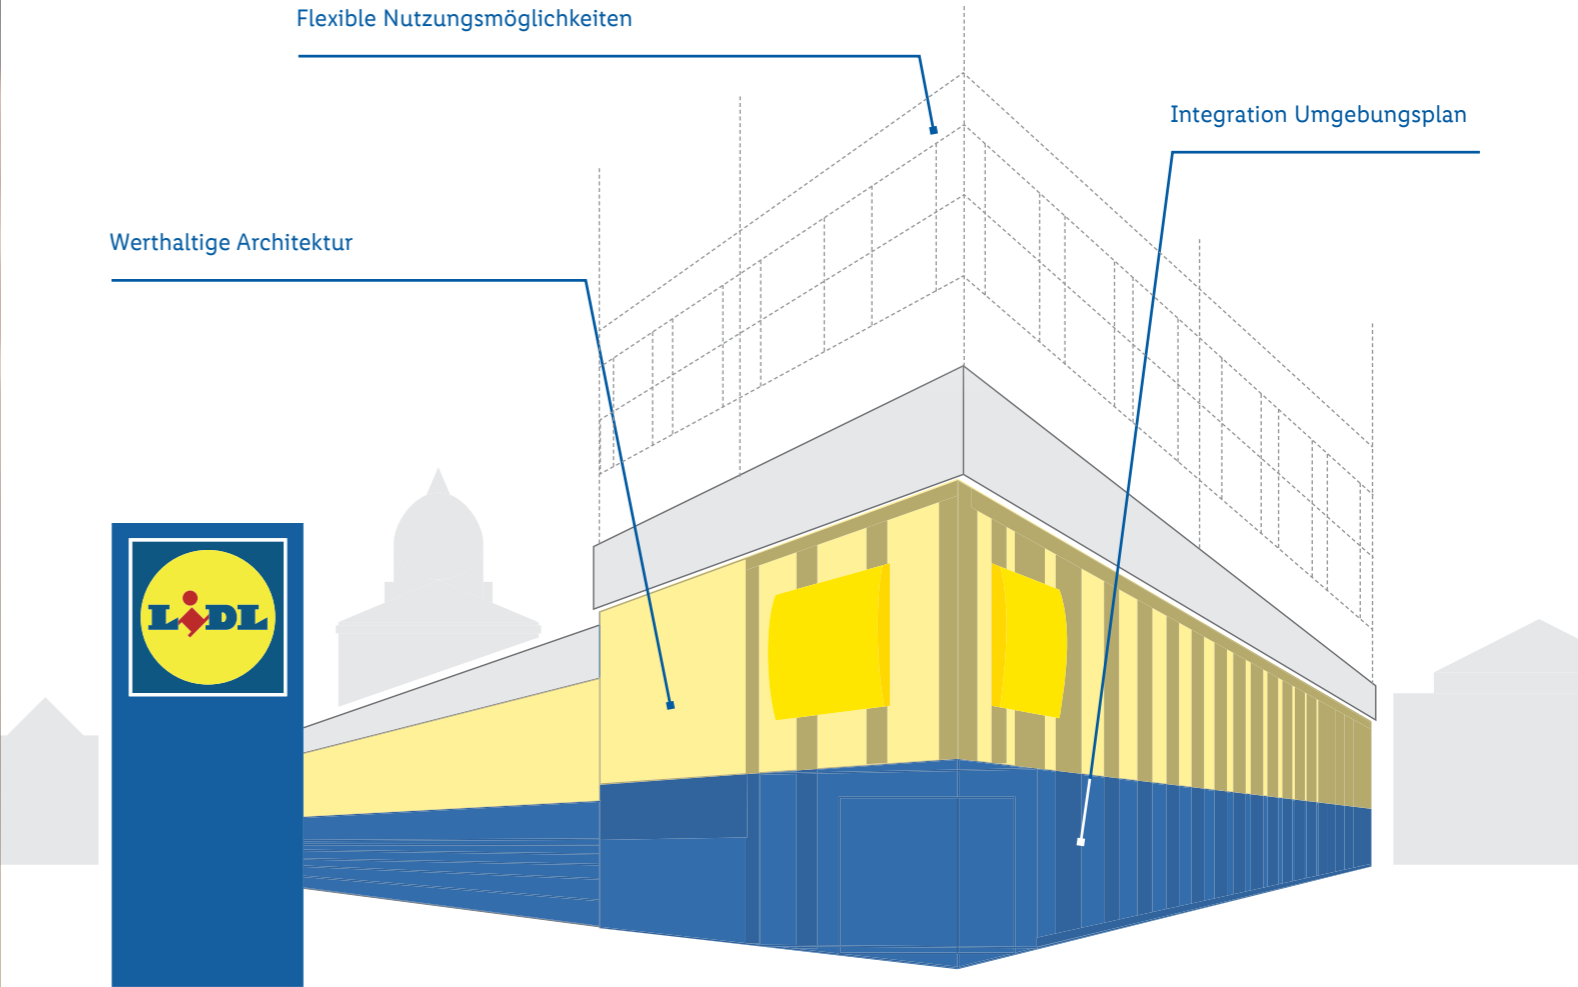 Flexible Nutzungsmöglichkeiten
Integration Umgebungsplan
Werthaltige Architektur
LiDL